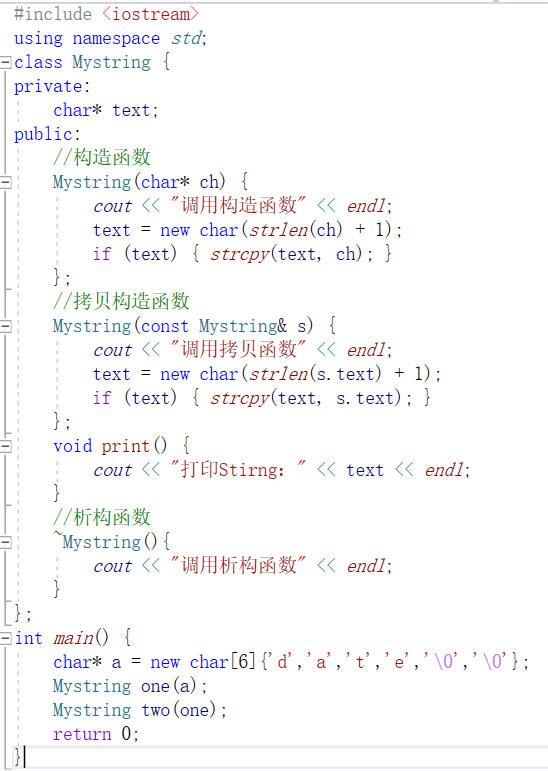 #include <iostream>
using namespace std;
class Mystring {
private:
    char* text;
public:
    //构造函数
    Mystring(char* ch) {
        cout << "调用构造函数" << endl;
        text = new char(strlen(ch) + 1);
        if (text) { strcpy(text, ch); }
    };
    //拷贝构造函数
    Mystring(const Mystring& s) {
        cout << "调用拷贝函数" << endl;
        text = new char(strlen(s.text) + 1);
        if (text) { strcpy(text, s.text); }
    };
    void print() {
        cout << "打印Stirng：" << text << endl;
    }
    //析构函数
    ~Mystring(){
        cout << "调用析构函数" << endl;
    }
};
int main() {
    char* a = new char[6]{'d','a','t','e','\0','\0'};
    Mystring one(a);
    Mystring two(one);
    return 0;
}